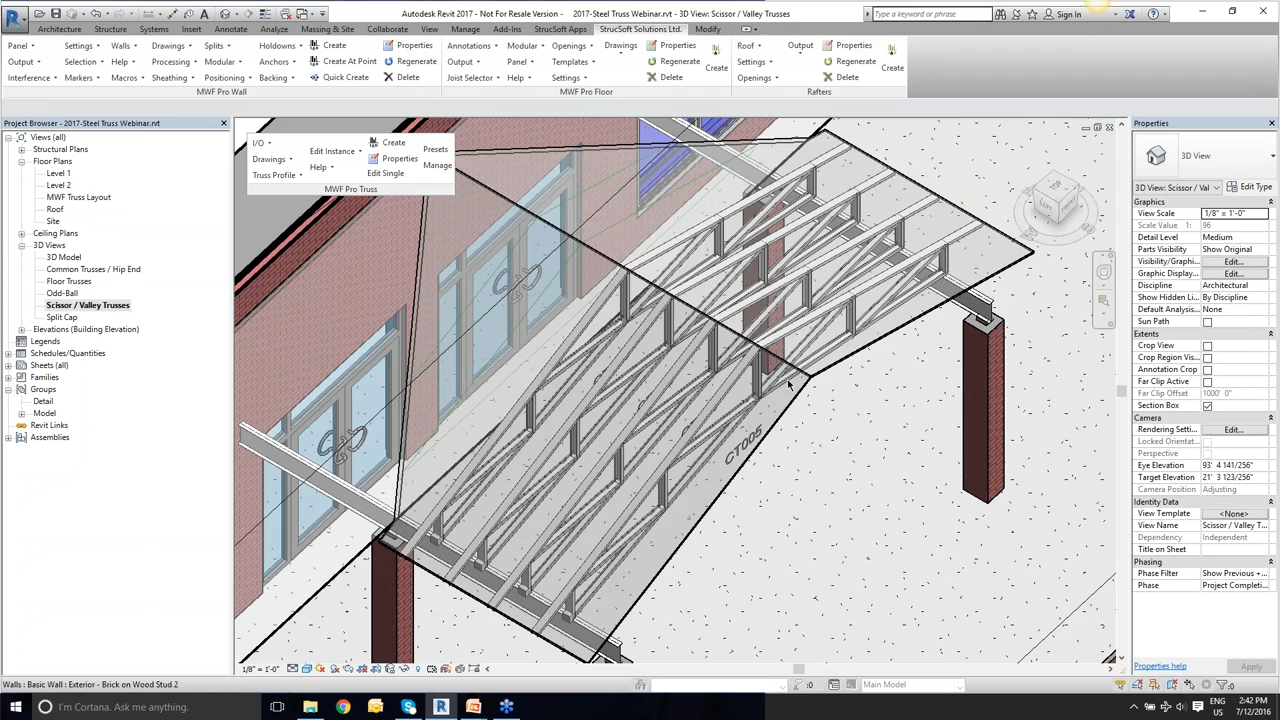 Autodesk Revit 2017 - Not For Resale Version - 2017-Steel Truss Webinar.rvt - 3D View: Scissor / Valley Trusses
Type a keyword or phrase
Sign In
Architecture Structure Systems Insert Annotate Analyze Massing & Site Collaborate View Manage Add-Ins StrucSoft Apps StrucSoft Solutions Ltd. Modify
Panel Settings Walls Drawings Splits Holdowns Create Properties
Output Selection Help Processing Modular Anchors Create At Point Regenerate
Interference Markers Macros Sheathing Positioning Backing Quick Create Delete
MWF Pro Wall
Annotations Modular Openings Drawings Properties
Output Panel Templates Regenerate Create
Joist Selector Help Settings Delete
MWF Pro Floor
Roof Output Properties
Settings Regenerate Create
Openings Delete
Rafters
Project Browser - 2017-Steel Truss Webinar.rvt
Views (all)
Structural Plans
Floor Plans
Level 1
Level 2
MWF Truss Layout
Roof
Site
Ceiling Plans
3D Views
3D Model
Common Trusses / Hip End
Floor Trusses
Odd-Ball
Scissor / Valley Trusses
Split Cap
Elevations (Building Elevation)
Legends
Schedules/Quantities
Sheets (all)
Families
Groups
Detail
Model
Revit Links
Assemblies
I/O Edit Instance Create Presets
Drawings Help Properties Manage
Truss Profile Edit Single
MWF Pro Truss
TOP
LEFT
FRONT
CT005
Properties
3D View
3D View: Scissor / Val Edit Type
Graphics
View Scale 1/8" = 1'-0"
Scale Value 1: 96
Detail Level Medium
Parts Visibility Show Original
Visibility/Graphi... Edit...
Graphic Display... Edit...
Discipline Architectural
Show Hidden Li... By Discipline
Default Analysis... None
Sun Path
Extents
Crop View
Crop Region Vis...
Annotation Crop
Far Clip Active
Far Clip Offset 1000' 0"
Section Box
Camera
Rendering Setti... Edit...
Locked Orientat...
Perspective
Eye Elevation 93' 4 141/256"
Target Elevation 21' 3 123/256"
Camera Position Adjusting
Identity Data
View Template <None>
View Name Scissor / Valley T...
Dependency Independent
Title on Sheet
Phasing
Phase Filter Show Previous +...
Phase Project Completi...
Properties help Apply
1/8" = 1'-0"
Walls : Basic Wall : Exterior - Brick on Wood Stud 2
:0
Main Model
:0
I'm Cortana. Ask me anything.
ENG
US
2:42 PM
7/12/2016